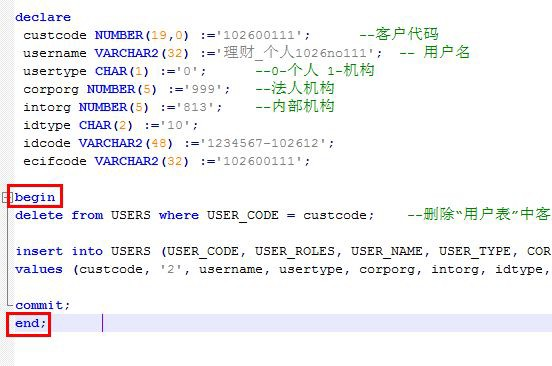 declare
custcode NUMBER(19,0) :='102600111'; --客户代码
username VARCHAR2(32) :='理财_个人1026no111'; -- 用户名
usertype CHAR(1) :='0'; --0-个人 1-机构
corporg NUMBER(5) :='999'; --法人机构
intorg NUMBER(5) :='813'; --内部机构
idtype CHAR(2) :='10';
idcode VARCHAR2(48) :='1234567-102612';
ecifcode VARCHAR2(32) :='102600111';
begin
delete from USERS where USER_CODE = custcode; --删除“用户表”中客
insert into USERS (USER_CODE, USER_ROLES, USER_NAME, USER_TYPE, COR
values (custcode, '2', username, usertype, corporg, intorg, idtype,
commit;
end;